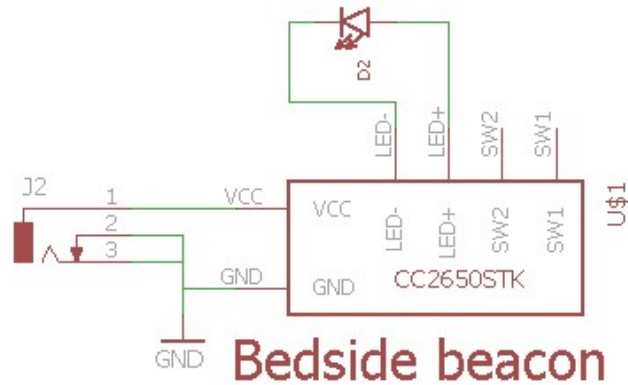 D2
LED-
LED+
SW2
SW1
J2
1
VCC
VCC
2
3
LED-
LED+
SW2
SW1
U$1
GND
GND
CC2650STK
GND
Bedside beacon